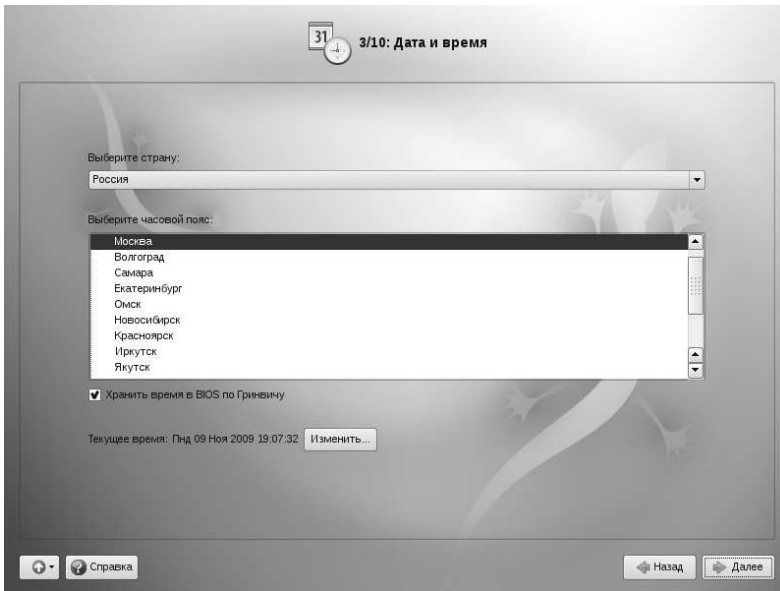 31
3/10: Дата и время
Выберите страну:
Россия
Выберите часовой пояс:
Москва
Волгоград
Самара
Екатеринбург
Омск
Новосибирск
Красноярск
Иркутск
Якутск
Хранить время в BIOS по Гринвичу
Текущее время: Пнд 09 Ноя 2009 19:07:32 Изменить...
Справка Назад Далее